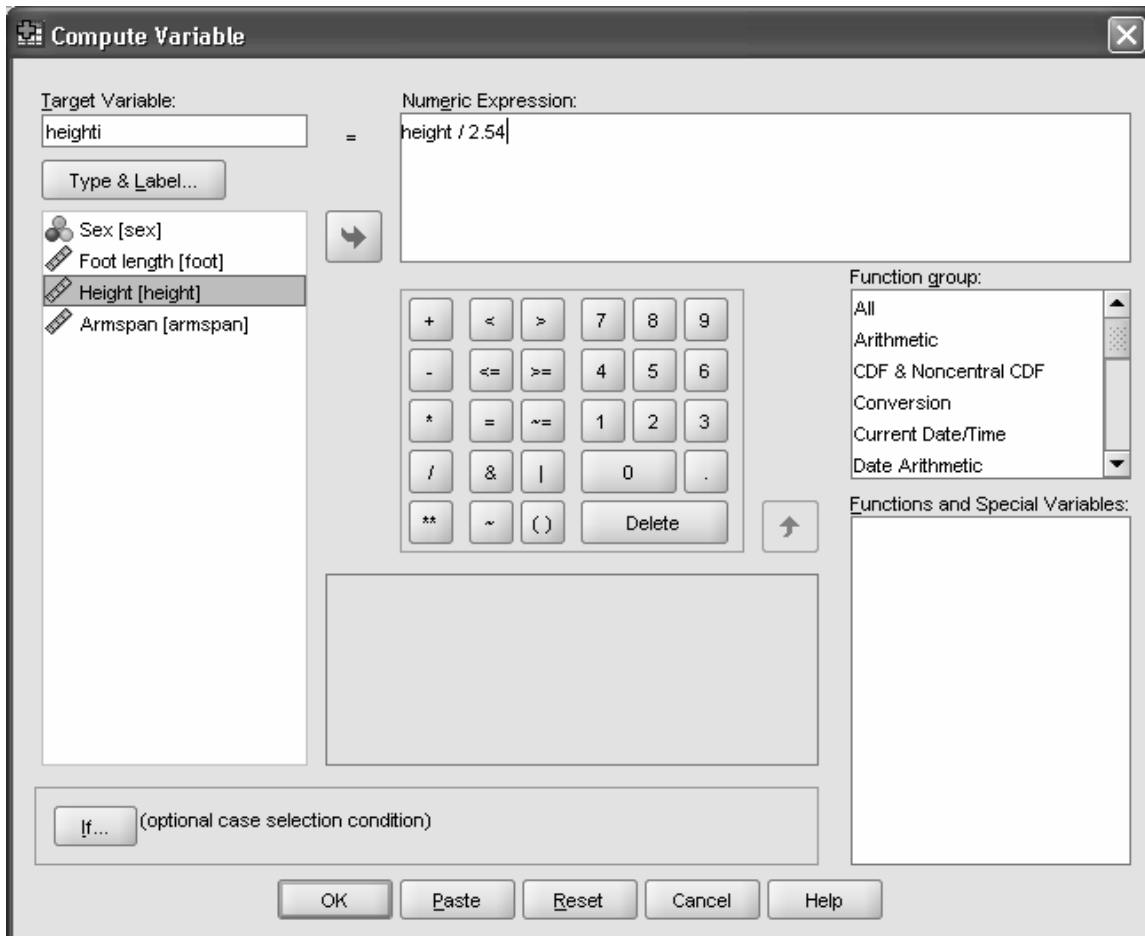 Compute Variable
Target Variable:
heighti
=
Numeric Expression:
height / 2.54
Type & Label...
Sex [sex]
Foot length [foot]
Height [height]
Armspan [armspan]
+ < > 7 8 9
- <= >= 4 5 6
* = ~= 1 2 3
/ & | 0 .
** ~ ( ) Delete
Function group:
All
Arithmetic
CDF & Noncentral CDF
Conversion
Current Date/Time
Date Arithmetic
Functions and Special Variables:
If... (optional case selection condition)
OK Paste Reset Cancel Help